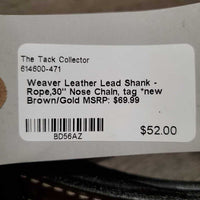 The Tack Collector
614600-471
Weaver Leather Lead Shank -
Rope,30" Nose Chain, tag *new
Brown/Gold MSRP: $69.99
$52.00
BD56AZ